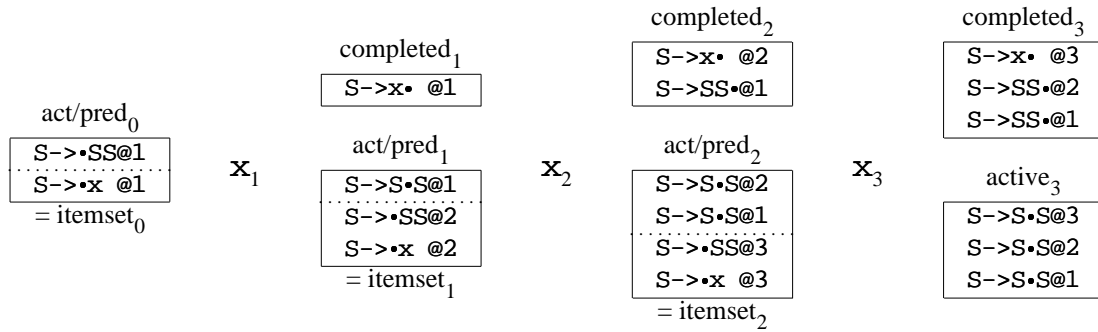 act/pred0
S->•SS@1
S->•x @1
= itemset0
x1
completed1
S->x• @1
act/pred1
S->S•S@1
S->•SS@2
S->•x @2
= itemset1
x2
completed2
S->x• @2
S->SS•@1
act/pred2
S->S•S@2
S->S•S@1
S->•SS@3
S->•x @3
= itemset2
x3
completed3
S->x• @3
S->SS•@2
S->SS•@1
active3
S->S•S@3
S->S•S@2
S->S•S@1